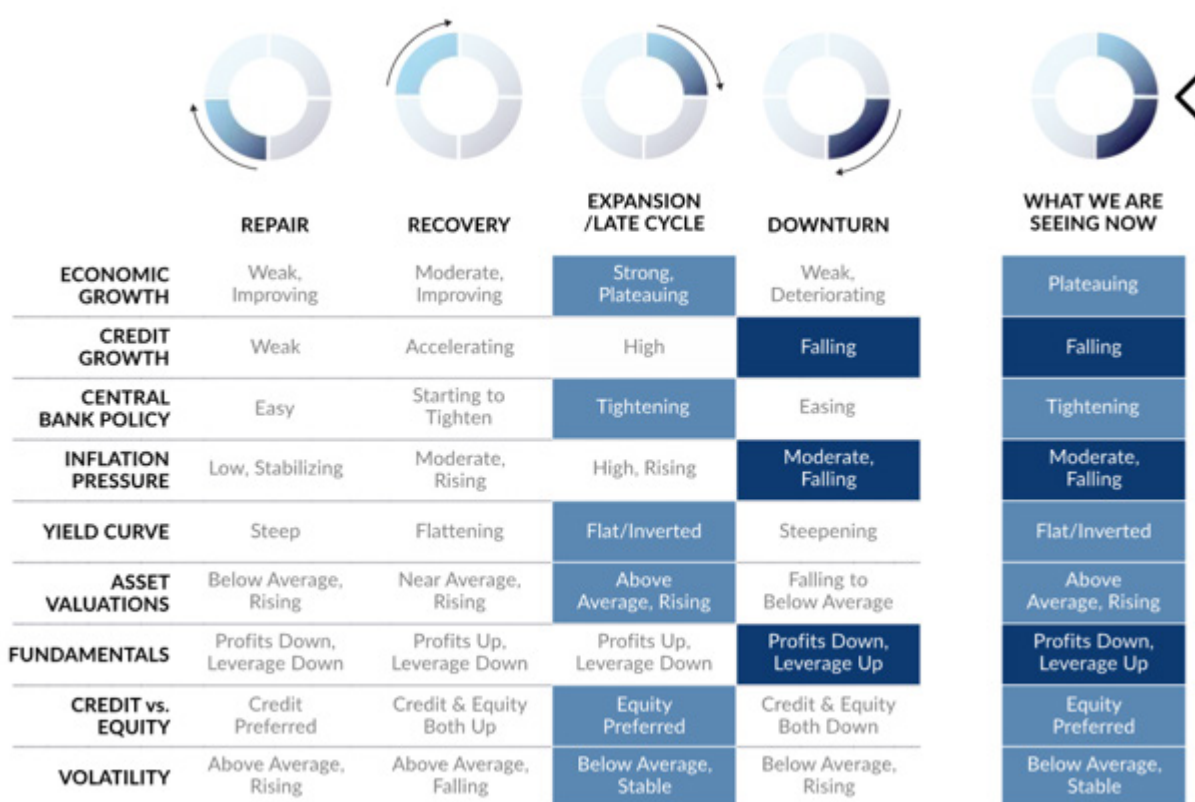 REPAIR
RECOVERY
EXPANSION
/LATE CYCLE
DOWNTURN
WHAT WE ARE
SEEING NOW
ECONOMIC
GROWTH
Weak,
Improving
Moderate,
Improving
Strong,
Plateauing
Weak,
Deteriorating
Plateauing
CREDIT
GROWTH
Weak
Accelerating
High
Falling
Falling
CENTRAL
BANK POLICY
Easy
Starting to
Tighten
Tightening
Easing
Tightening
INFLATION
PRESSURE
Low, Stabilizing
Moderate,
Rising
High, Rising
Moderate,
Falling
Moderate,
Falling
YIELD CURVE
Steep
Flattening
Flat/Inverted
Steepening
Flat/Inverted
ASSET
VALUATIONS
Below Average,
Rising
Near Average,
Rising
Above
Average, Rising
Falling to
Below Average
Above
Average, Rising
FUNDAMENTALS
Profits Down,
Leverage Down
Profits Up,
Leverage Down
Profits Up,
Leverage Down
Profits Down,
Leverage Up
Profits Down,
Leverage Up
CREDIT vs.
EQUITY
Credit
Preferred
Credit & Equity
Both Up
Equity
Preferred
Credit & Equity
Both Down
Equity
Preferred
VOLATILITY
Above Average,
Rising
Above Average,
Falling
Below Average,
Stable
Below Average,
Rising
Below Average,
Stable